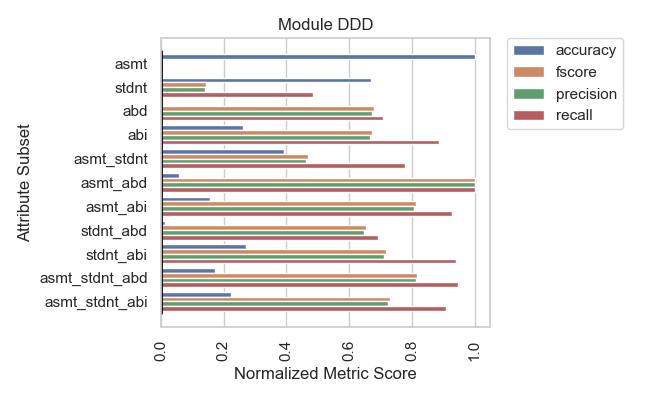 Module DDD
accuracy
fscore
precision
recall
Attribute Subset
asmt
stdnt
abd
abi
asmt_stdnt
asmt_abd
asmt_abi
stdnt_abd
stdnt_abi
asmt_stdnt_abd
asmt_stdnt_abi
0.0
0.2
0.4
0.6
0.8
1.0
Normalized Metric Score